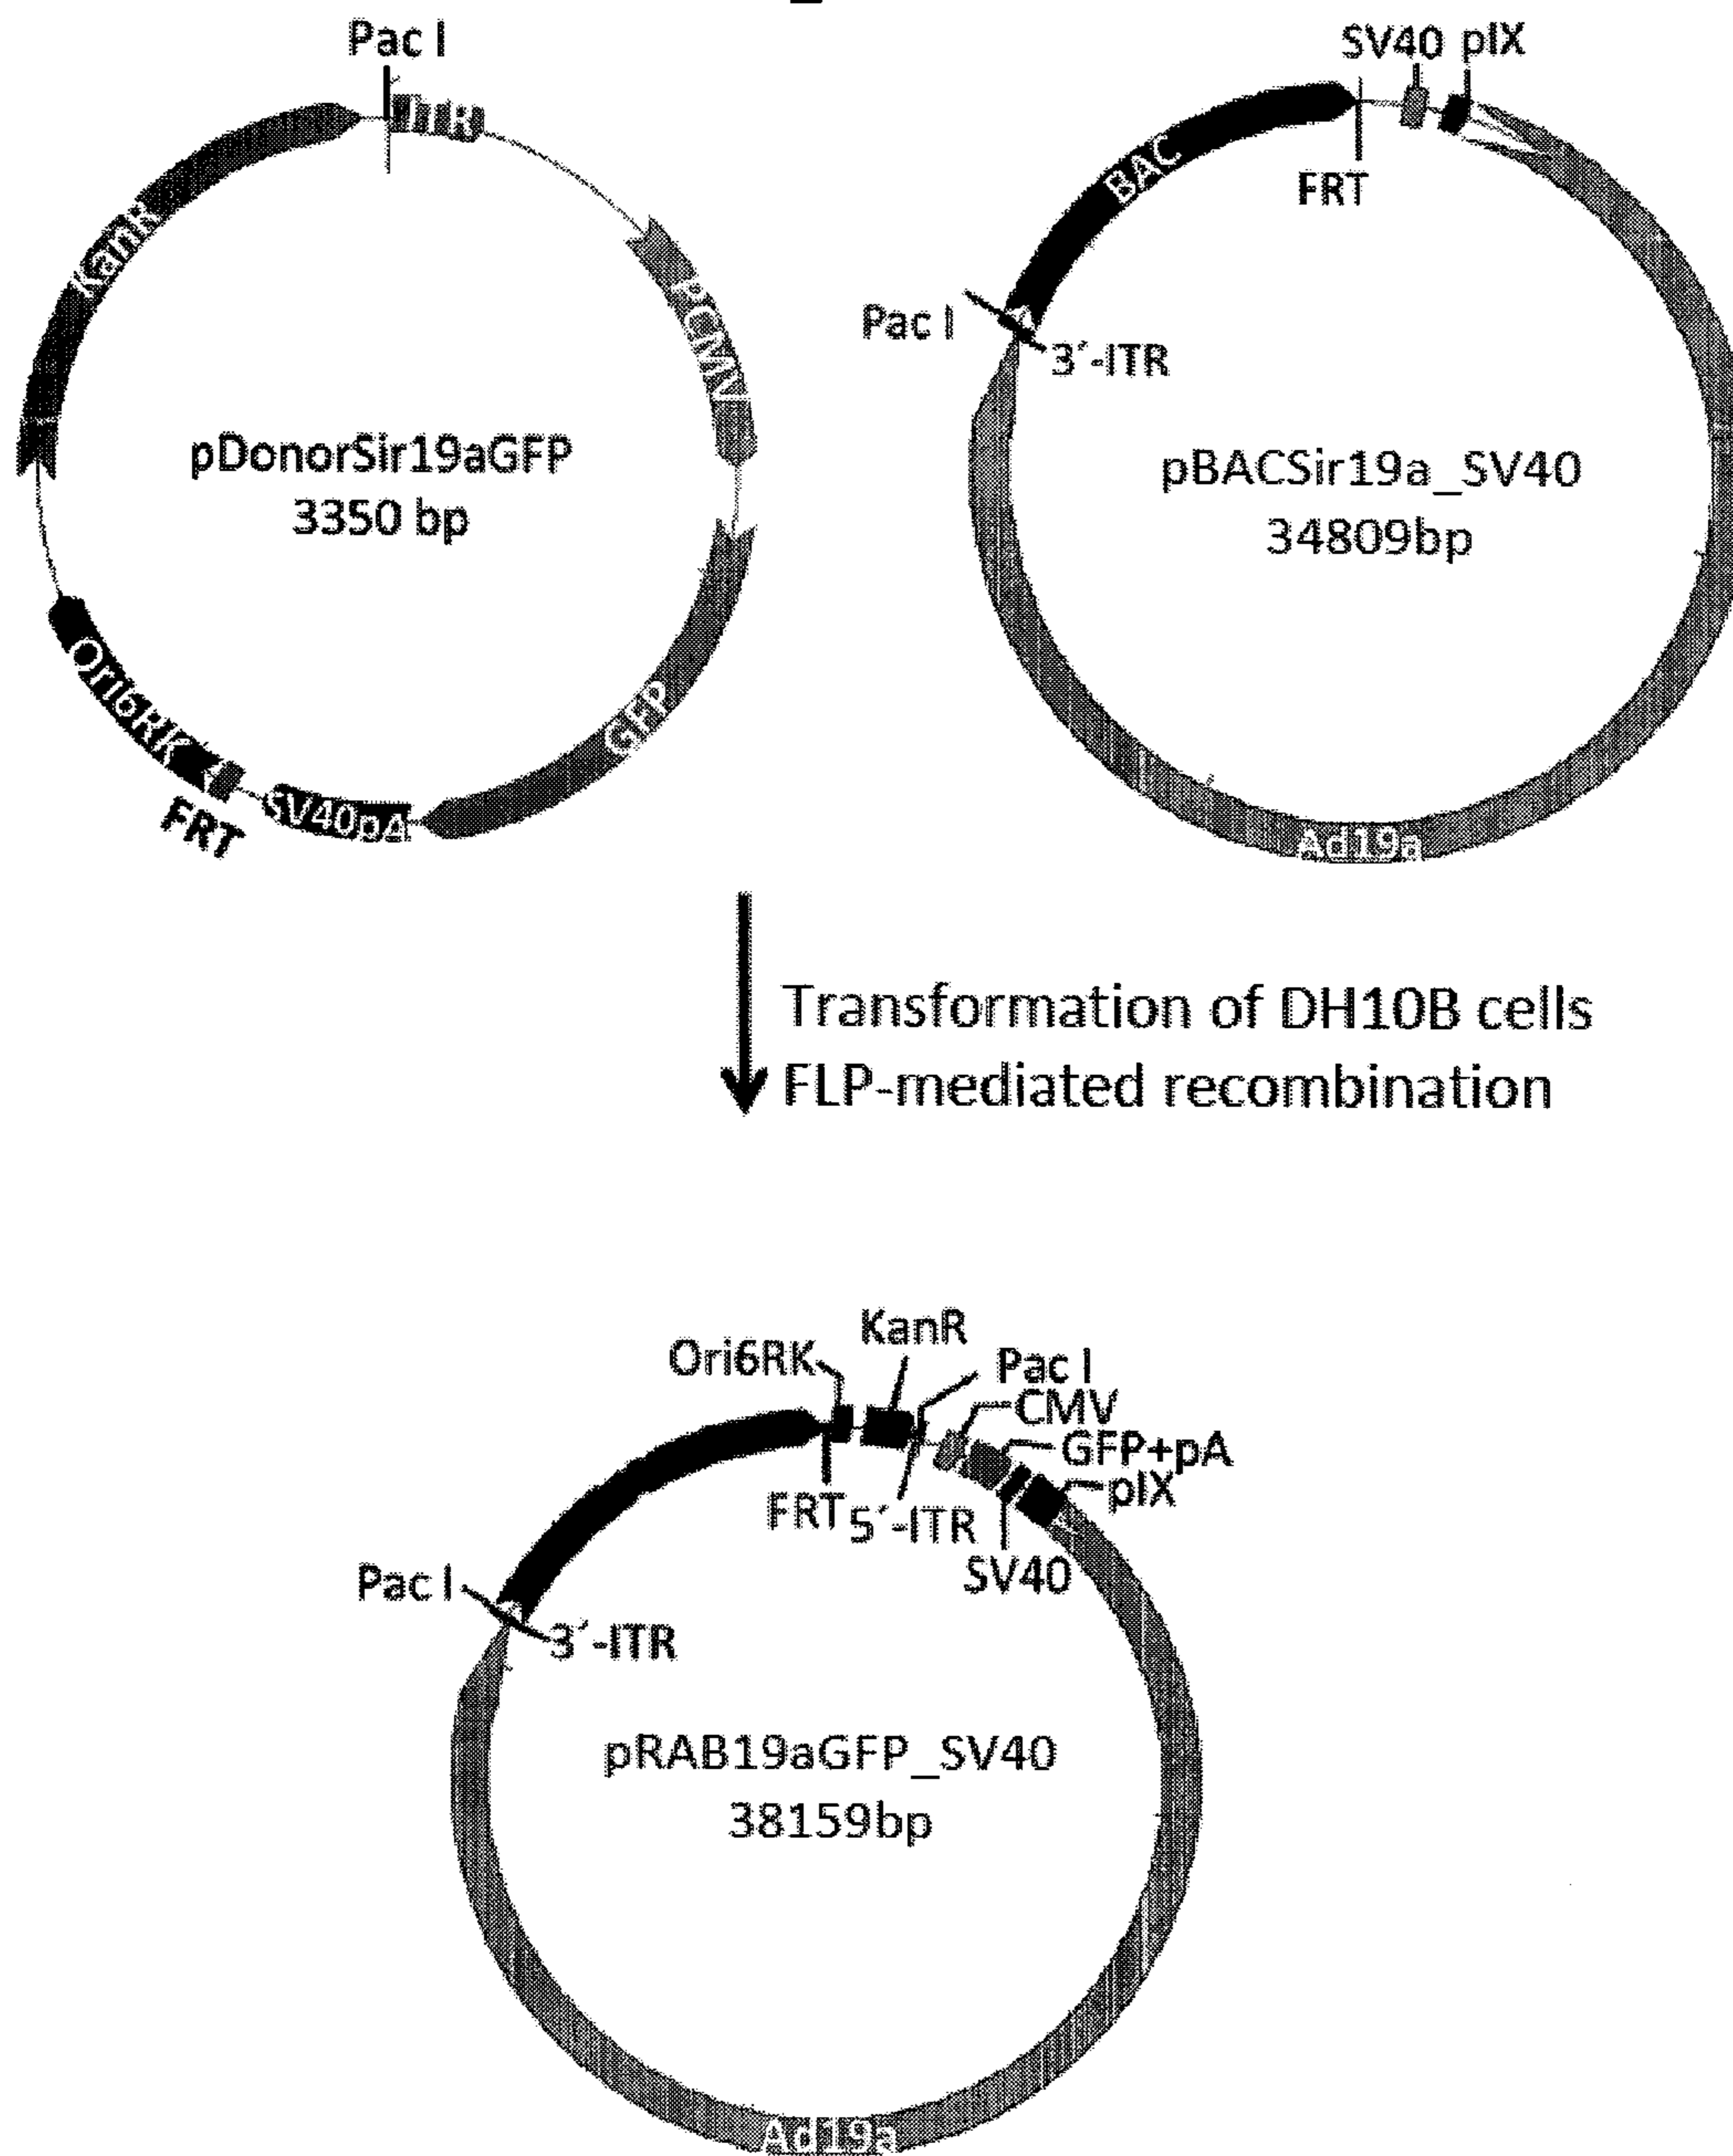 Pac I
ITR
KanR
PCMV
pDonorSir19aGFP
3350 bp
GFP
Ori6RK
SV40pA
FRT
SV40 pIX
BAC
FRT
Pac I
3´-ITR
pBACSir19a_SV40
34809bp
Ad19a
Transformation of DH10B cells
FLP-mediated recombination
KanR
Ori6RK
Pac I
CMV
GFP+pA
pIX
FRT
5´-ITR
SV40
Pac I
3´-ITR
pRAB19aGFP_SV40
38159bp
Ad19a